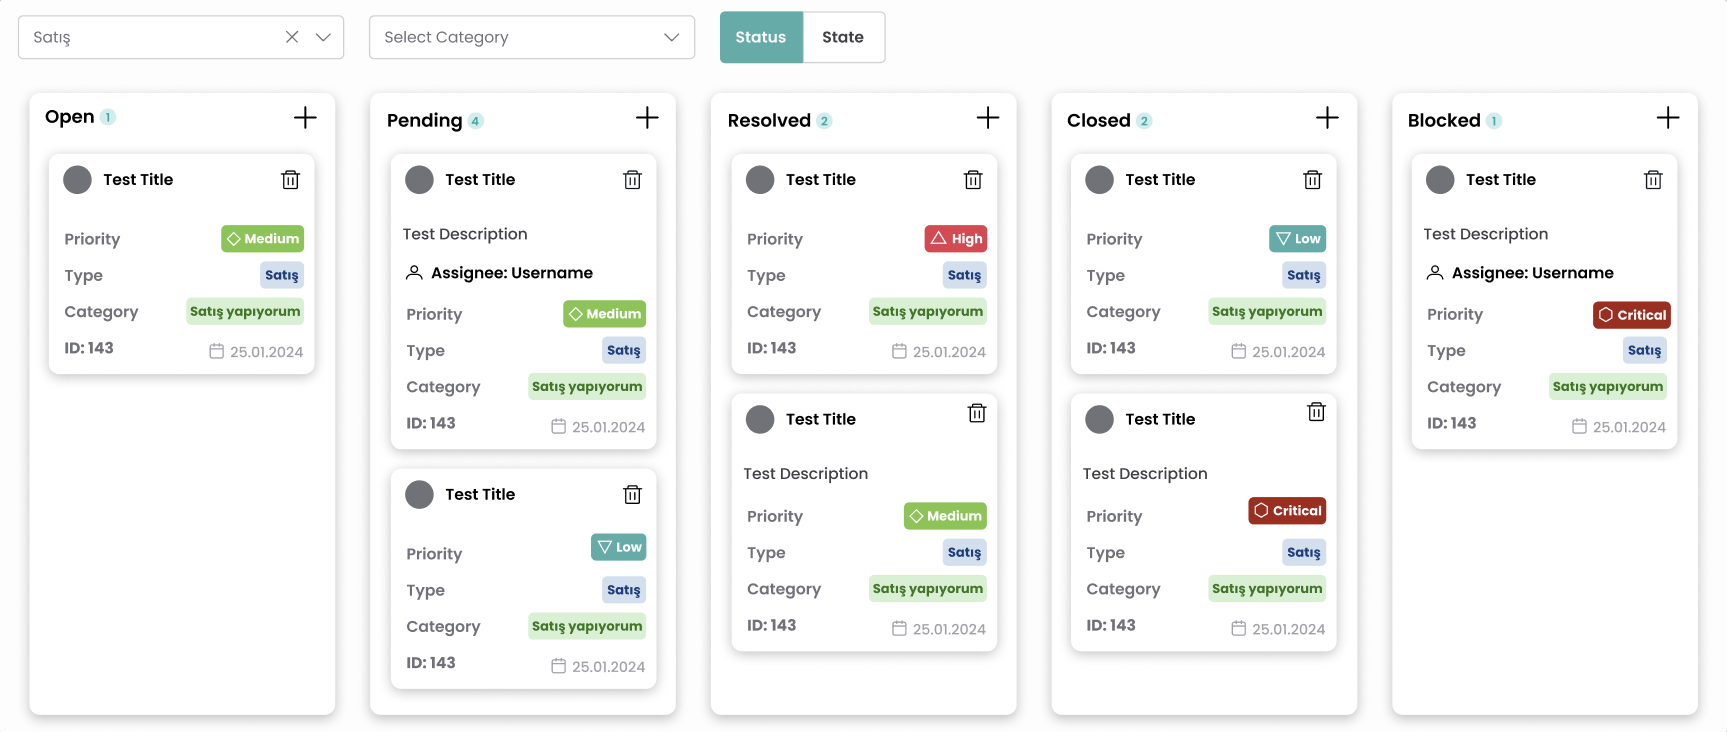 Satış
Select Category
Status
State
Open 1
Test Title
Priority
Medium
Type
Satış
Category
Satış yapıyorum
ID: 143
25.01.2024
Pending 4
Test Title
Test Description
Assignee: Username
Priority
Medium
Type
Satış
Category
Satış yapıyorum
ID: 143
25.01.2024
Test Title
Priority
Low
Type
Satış
Category
Satış yapıyorum
ID: 143
25.01.2024
Resolved 2
Test Title
Priority
High
Type
Satış
Category
Satış yapıyorum
ID: 143
25.01.2024
Test Title
Test Description
Priority
Medium
Type
Satış
Category
Satış yapıyorum
ID: 143
25.01.2024
Closed 2
Test Title
Priority
Low
Type
Satış
Category
Satış yapıyorum
ID: 143
25.01.2024
Test Title
Test Description
Priority
Critical
Type
Satış
Category
Satış yapıyorum
ID: 143
25.01.2024
Blocked 1
Test Title
Test Description
Assignee: Username
Priority
Critical
Type
Satış
Category
Satış yapıyorum
ID: 143
25.01.2024